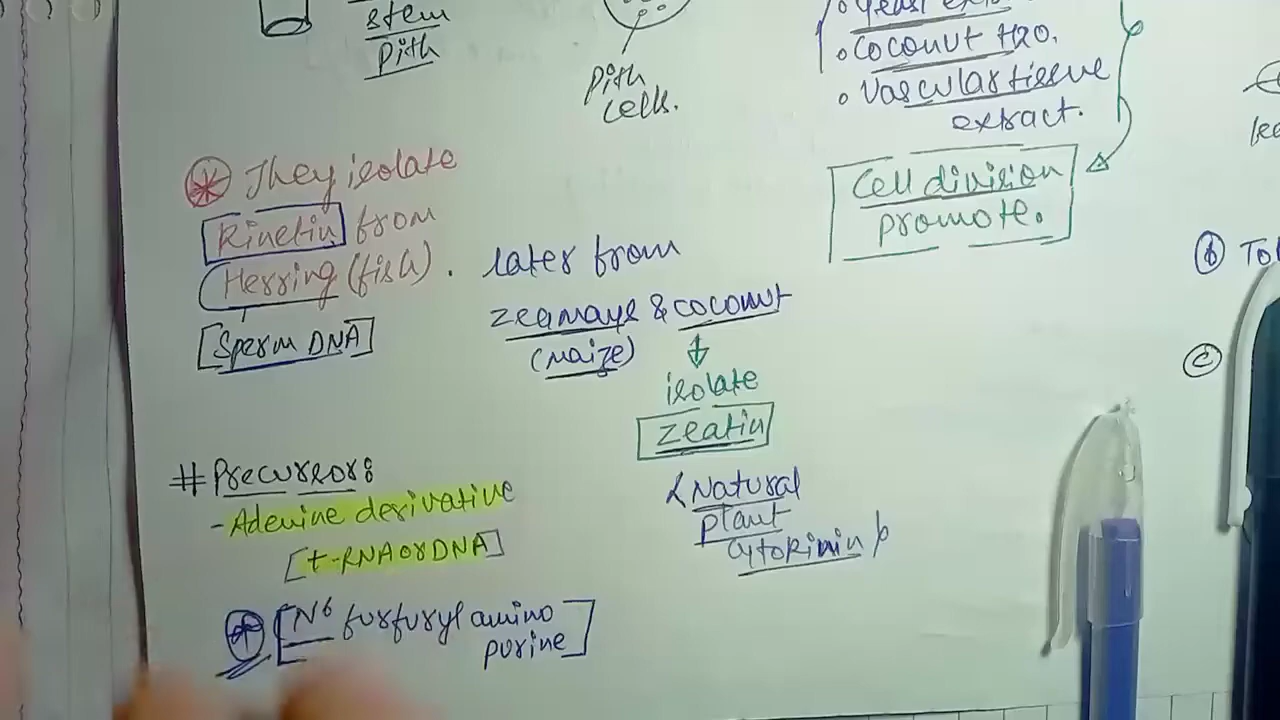 stem
pith
pith
cells.
Coconut H2O.
Vascular tissue
extract.
Cell division
promote.
They isolate
Kinetin from
Herring (fish).
[Sperm DNA]
later from
zeamays & coconut
(Maize)
isolate
Zeatin
Natural
plant
cytokinin
# Precursor:
- Adenine derivative
[t-RNA or DNA]
[N6 furfuryl amino
purine]
(b)
(c)